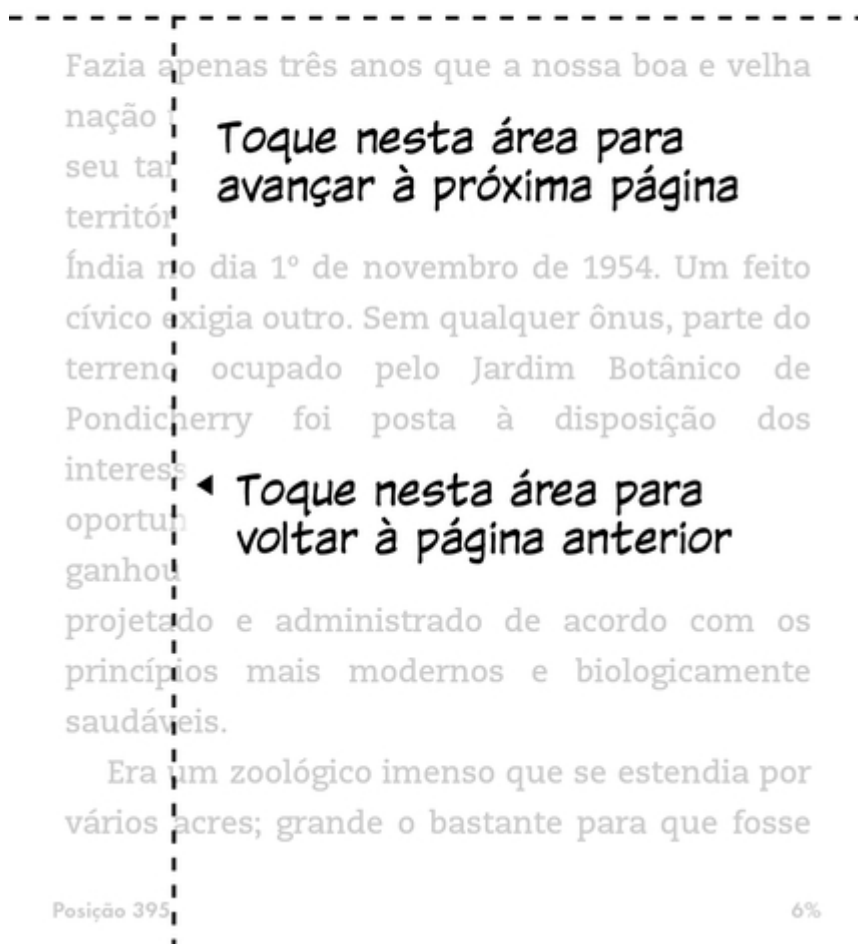 Fazia apenas três anos que a nossa boa e velha
nação
Toque nesta área para
seu
avançar à próxima página
Índia no dia 1º de novembro de 1954. Um feito
cívico exigia outro. Sem qualquer ônus, parte do
terreno ocupado pelo Jardim Botânico de
Pondicherry foi posta à disposição dos
Toque nesta área para
voltar à página anterior
ganhou
projetado e administrado de acordo com os
princípios mais modernos e biologicamente
saudáveis.
Era um zoológico imenso que se estendia por
vários acres; grande o bastante para que fosse
Posição 395
6%